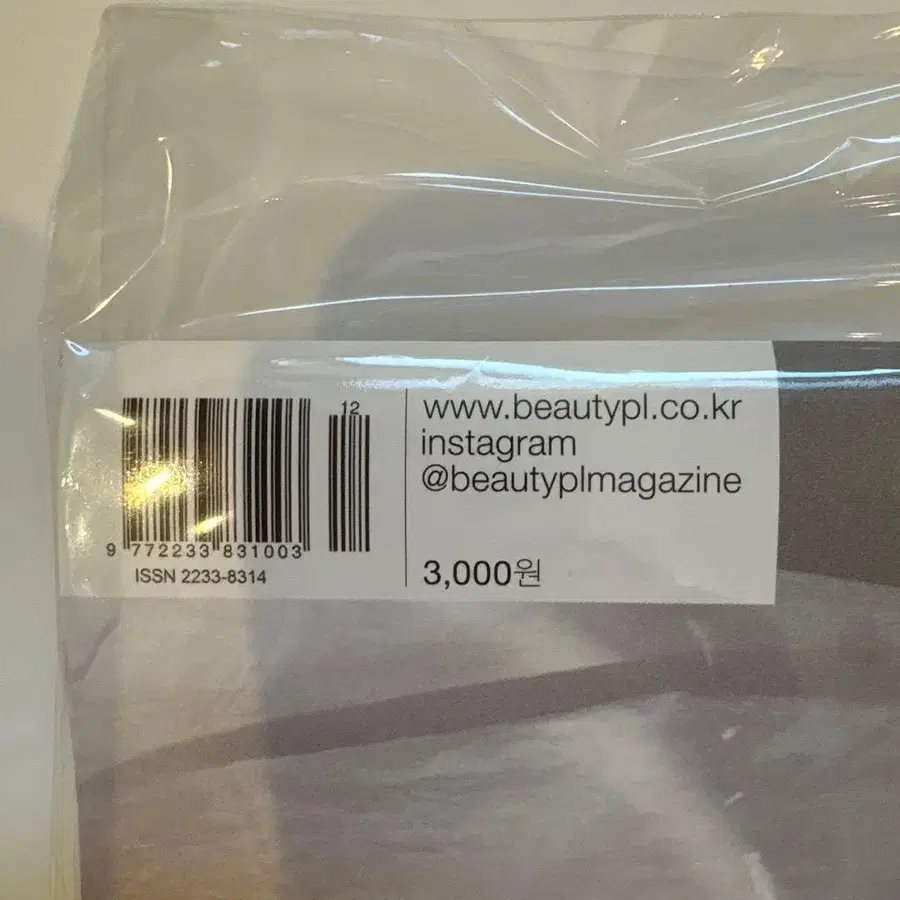 12
9 772233 831003
ISSN 2233-8314
www.beautypl.co.kr
instagram
@beautyplmagazine
3,000원